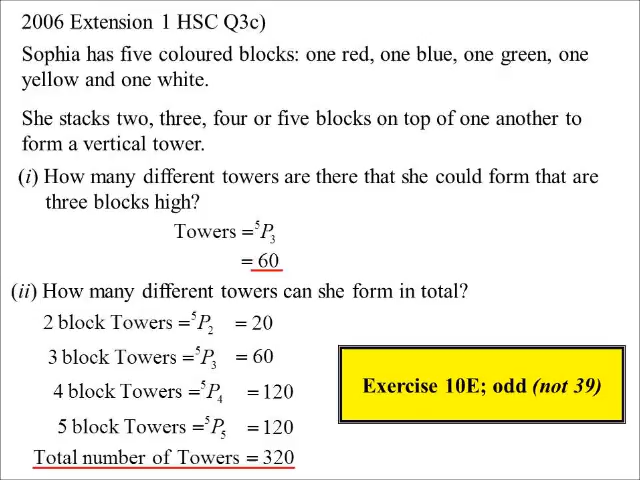 2006 Extension 1 HSC Q3c)
Sophia has five coloured blocks: one red, one blue, one green, one
yellow and one white.
She stacks two, three, four or five blocks on top of one another to
form a vertical tower.
(i) How many different towers are there that she could form that are
three blocks high?
Towers = ⁵P₃
= 60
(ii) How many different towers can she form in total?
2 block Towers = ⁵P₂ = 20
3 block Towers = ⁵P₃ = 60
4 block Towers = ⁵P₄ = 120
5 block Towers = ⁵P₅ = 120
Total number of Towers = 320
Exercise 10E; odd (not 39)